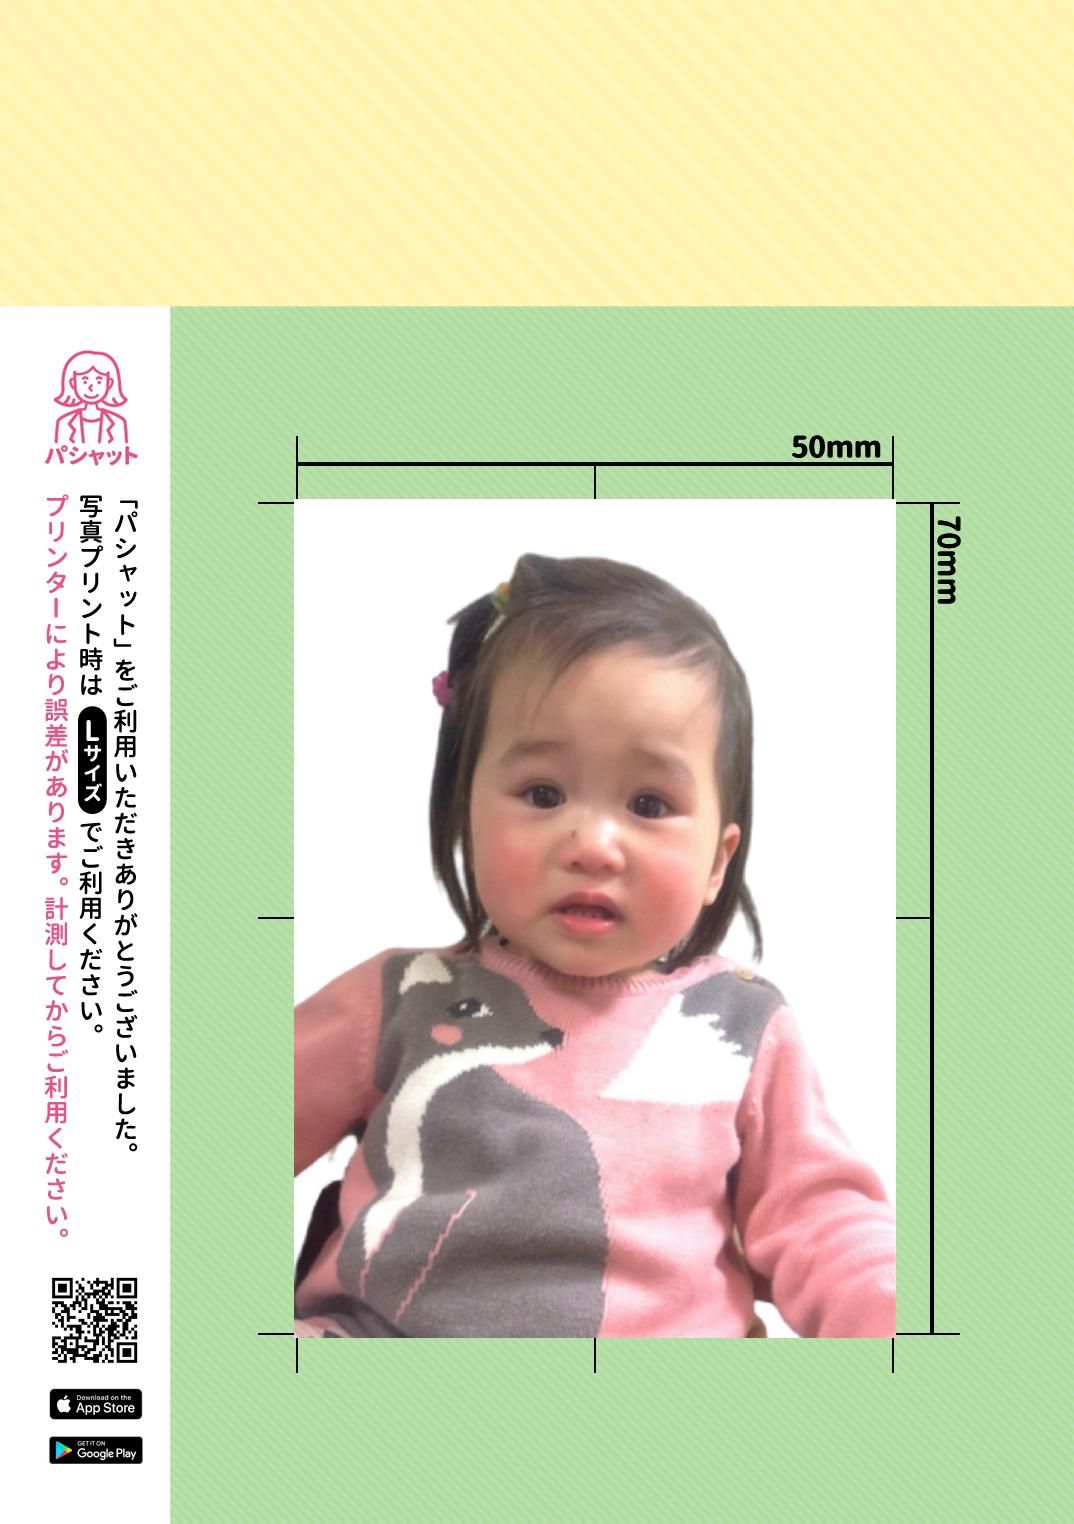 パシャット
「パシャット」をご利用いただきありがとうございました。
写真プリント時は Lサイズ でご利用ください。
プリンターにより誤差があります。計測してからご利用ください。
50mm
70mm
Download on the
App Store
GET IT ON
Google Play